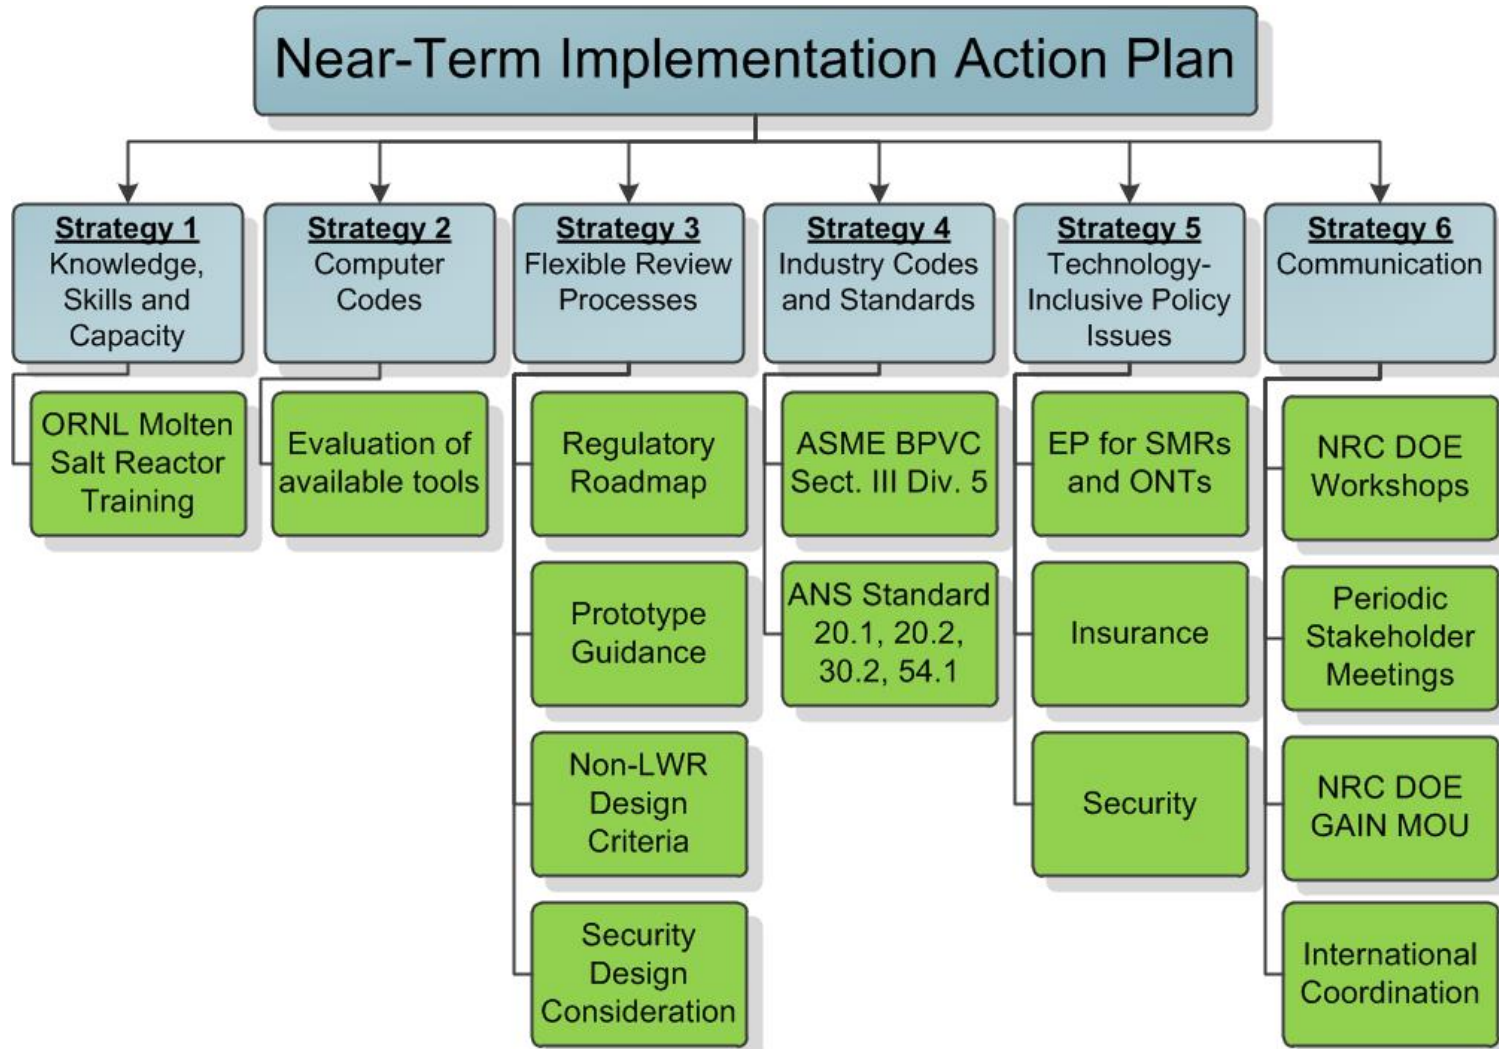 Near-Term Implementation Action Plan
Strategy 1
Knowledge,
Skills and
Capacity
Strategy 2
Computer
Codes
Strategy 3
Flexible Review
Processes
Strategy 4
Industry Codes
and Standards
Strategy 5
Technology-
Inclusive Policy
Issues
Strategy 6
Communication
ORNL Molten
Salt Reactor
Training
Evaluation of
available tools
Regulatory
Roadmap
Prototype
Guidance
Non-LWR
Design
Criteria
Security
Design
Consideration
ASME BPVC
Sect. III Div. 5
ANS Standard
20.1, 20.2,
30.2, 54.1
EP for SMRs
and ONTs
Insurance
Security
NRC DOE
Workshops
Periodic
Stakeholder
Meetings
NRC DOE
GAIN MOU
International
Coordination